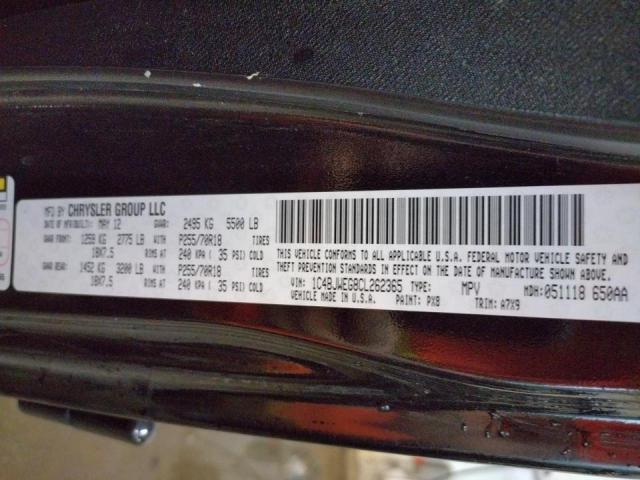 MFD BY CHRYSLER GROUP LLC
DATE OF MFR(BUILT): MAY 12 GVWR: 2495 KG 5500 LB
GAWR FRONT: 1259 KG 2775 LB WITH P255/70R18 TIRES
18X7.5 RIMS AT 240 KPA ( 35 PSI) COLD
GAWR REAR: 1452 KG 3200 LB WITH P255/70R18 TIRES
18X7.5 RIMS AT 240 KPA ( 35 PSI) COLD
THIS VEHICLE CONFORMS TO ALL APPLICABLE U.S.A. FEDERAL MOTOR VEHICLE SAFETY AND
THEFT PREVENTION STANDARDS IN EFFECT ON THE DATE OF MANUFACTURE SHOWN ABOVE.
VIN: 1C4BJWEG8CL262365 TYPE: MPV MDH: 051118 650AA
VEHICLE MADE IN U.S.A. PAINT: PX8 TRIM: A7X9